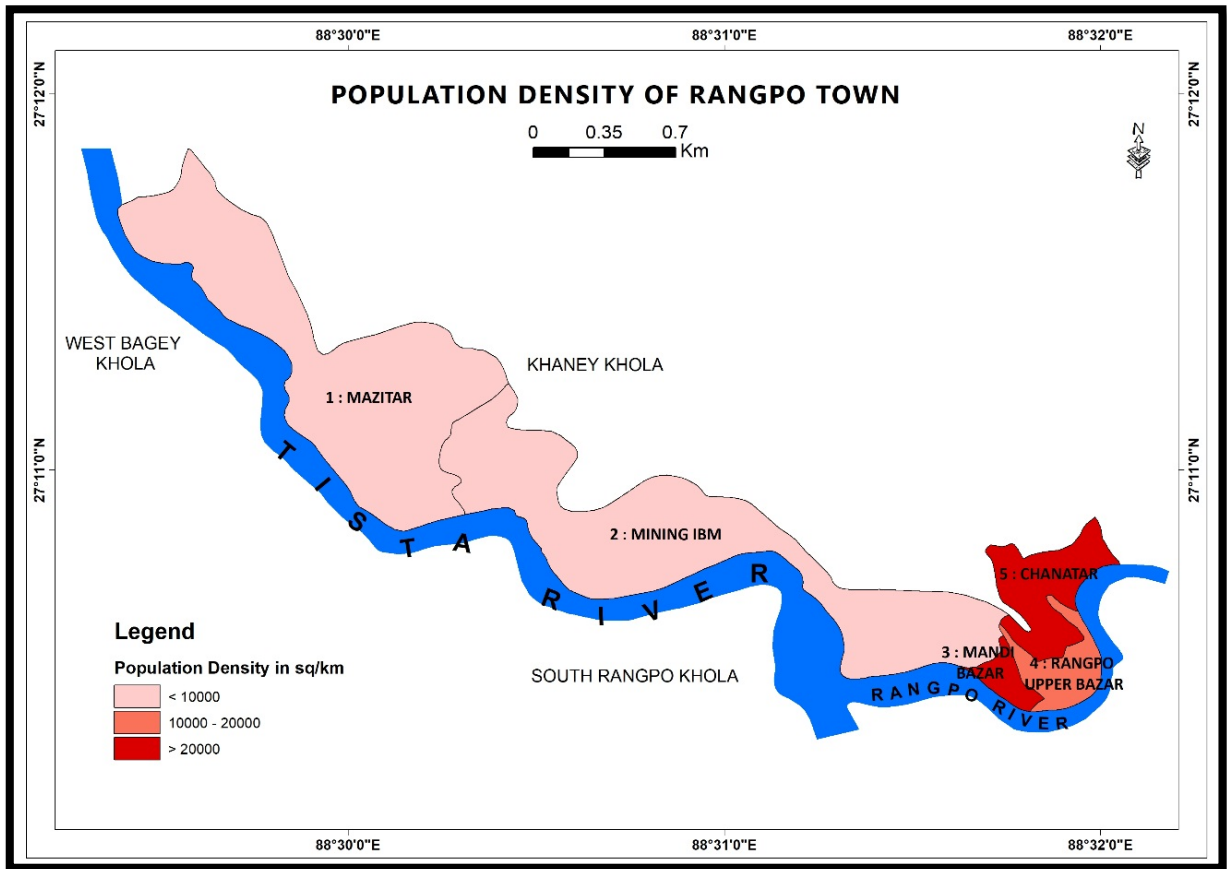 88°30'0"E
88°31'0"E
88°32'0"E
27°12'0"N
27°12'0"N
POPULATION DENSITY OF RANGPO TOWN
0 0.35 0.7
Km
N
WEST BAGEY
KHOLA
KHANEY KHOLA
1 : MAZITAR
27°11'0"N
27°11'0"N
TISTA RIVER
2 : MINING IBM
5 : CHANATAR
3 : MANDI
BAZAR
4 : RANGPO
UPPER BAZAR
SOUTH RANGPO KHOLA
RANGPO RIVER
Legend
Population Density in sq/km
< 10000
10000 - 20000
> 20000
88°30'0"E
88°31'0"E
88°32'0"E